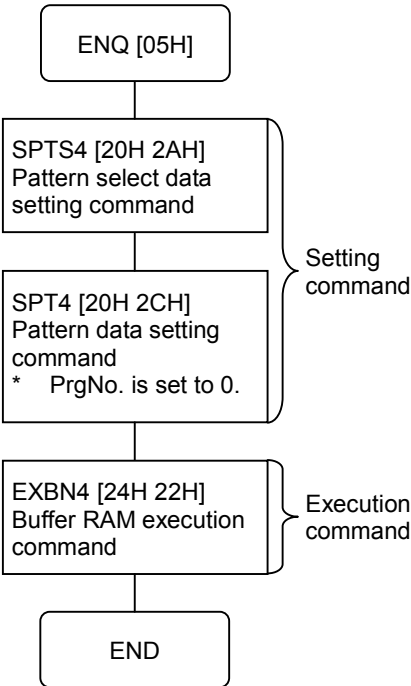 ENQ [05H]
SPTS4 [20H 2AH]
Pattern select data
setting command
Setting
command
SPT4 [20H 2CH]
Pattern data setting
command
* PrgNo. is set to 0.
EXBN4 [24H 22H]
Buffer RAM execution
command
Execution
command
END